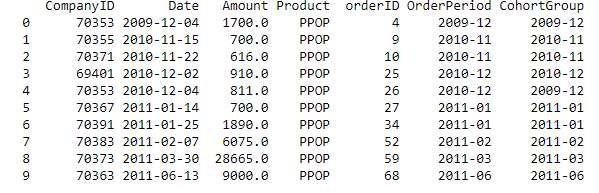 CompanyID Date Amount Product orderID OrderPeriod CohortGroup
0 70353 2009-12-04 1700.0 PPOP 4 2009-12 2009-12
1 70355 2010-11-15 700.0 PPOP 9 2010-11 2010-11
2 70371 2010-11-22 616.0 PPOP 10 2010-11 2010-11
3 69401 2010-12-02 910.0 PPOP 25 2010-12 2010-12
4 70353 2010-12-04 811.0 PPOP 26 2010-12 2009-12
5 70367 2011-01-14 700.0 PPOP 27 2011-01 2011-01
6 70391 2011-01-25 1890.0 PPOP 34 2011-01 2011-01
7 70383 2011-02-07 6075.0 PPOP 52 2011-02 2011-02
8 70373 2011-03-30 28665.0 PPOP 59 2011-03 2011-03
9 70363 2011-06-13 9000.0 PPOP 68 2011-06 2011-06